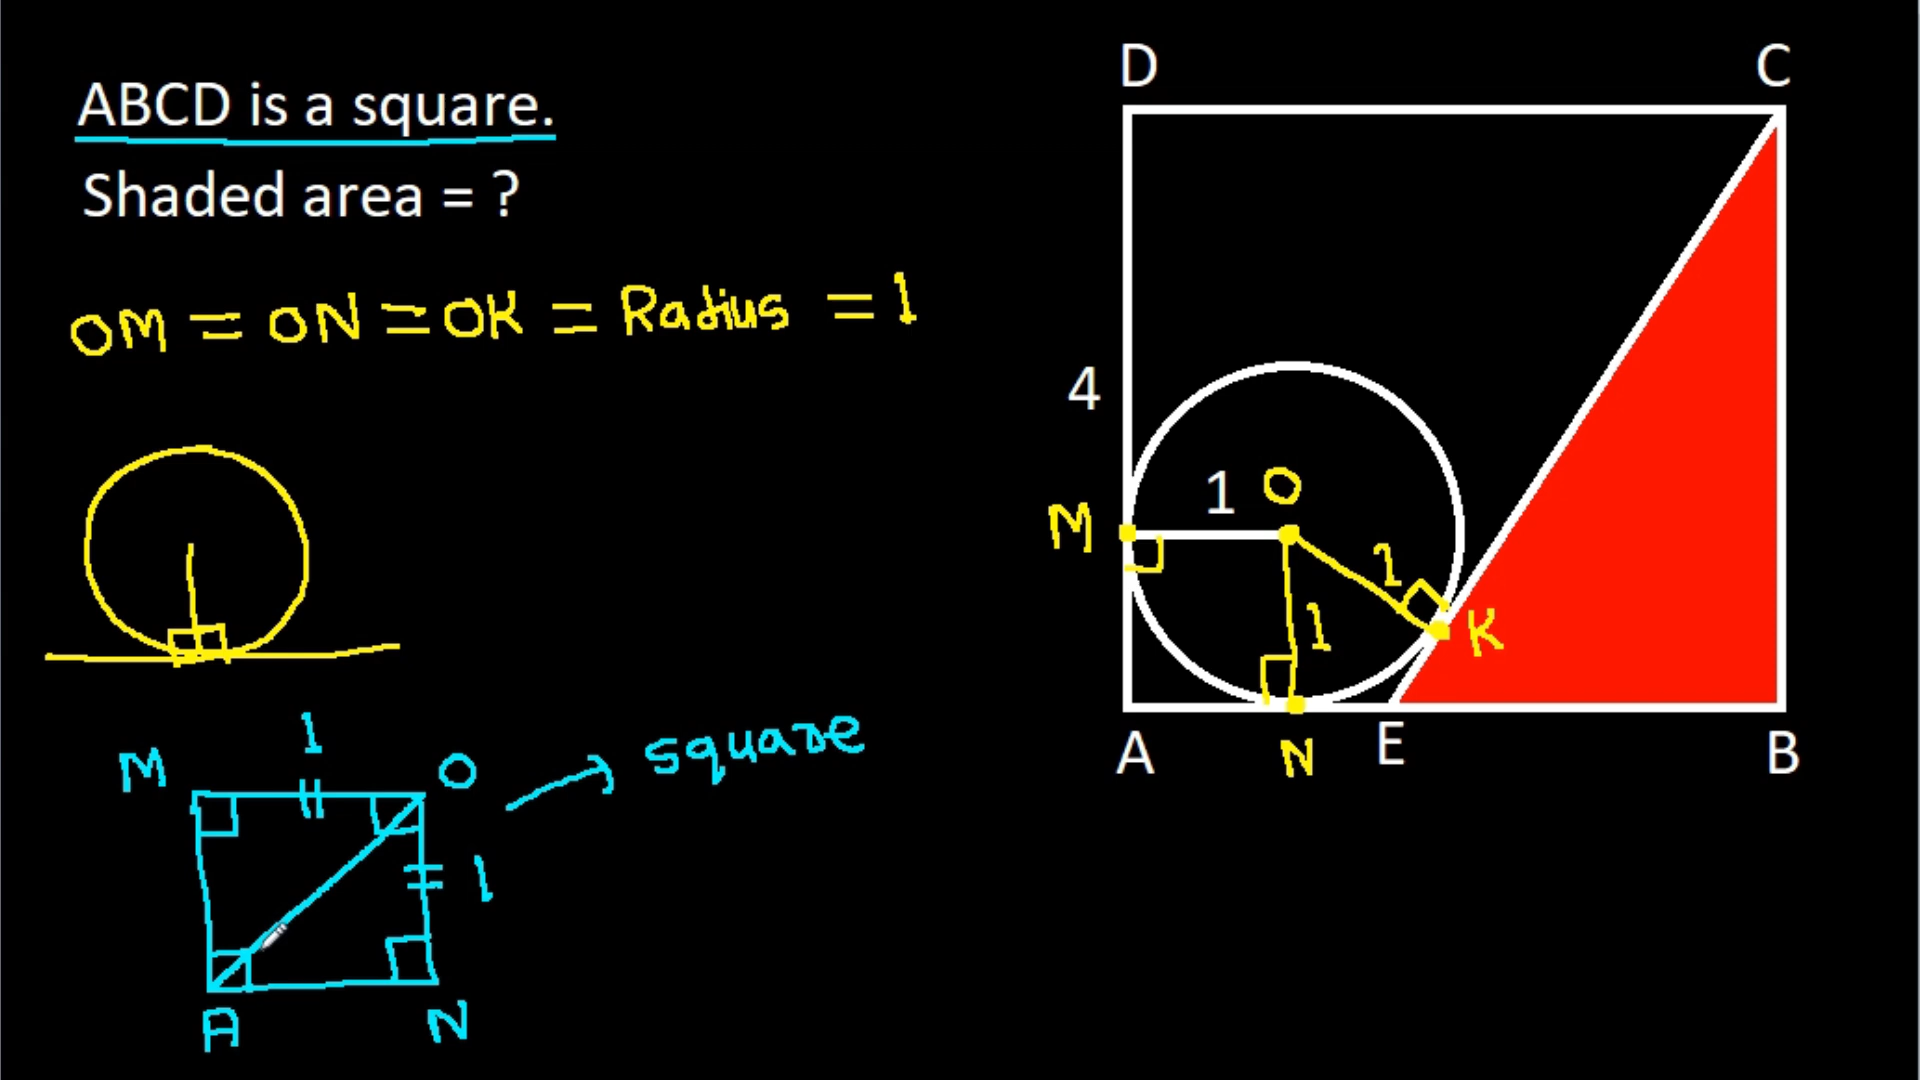 ABCD is a square.
Shaded area = ?
OM = ON = OK = Radius = 1
M 1 O → square
1
A N
D C
4
1 O
M
1
1 K
A N E B